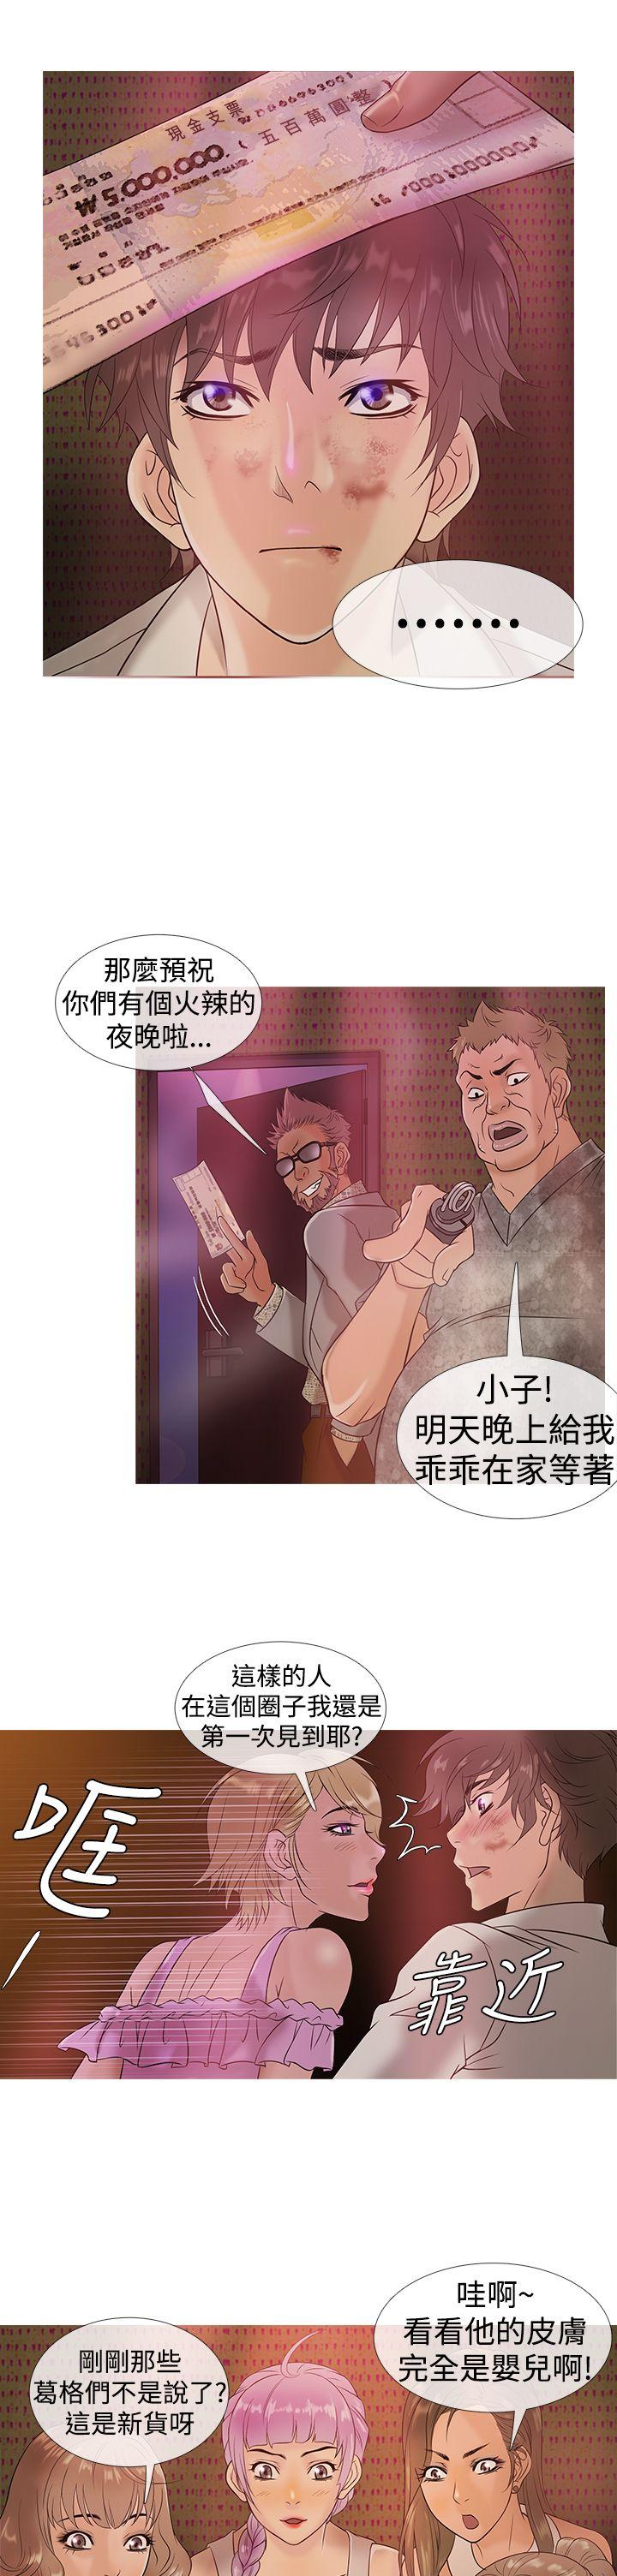 現金支票
₩5,000,000
( 五百萬圓整 )
.......
那麼預祝
你們有個火辣的
夜晚啦...
小子!
明天晚上給我
乖乖在家等著
這樣的人
在這個圈子我還是
第一次見到耶?
哐
靠近
哇啊~
看看他的皮膚
完全是嬰兒啊!
剛剛那些
葛格們不是說了?
這是新貨呀